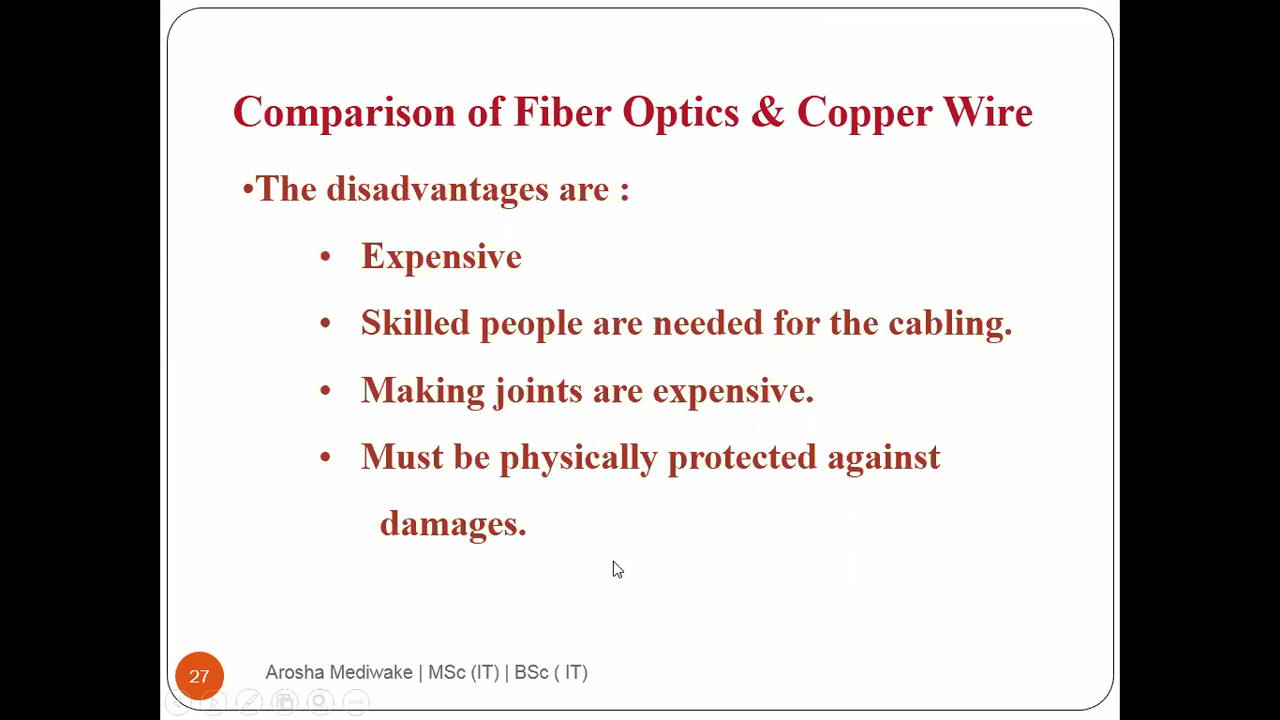 Comparison of Fiber Optics & Copper Wire
•The disadvantages are :
• Expensive
• Skilled people are needed for the cabling.
• Making joints are expensive.
• Must be physically protected against
damages.
27
Arosha Mediwake | MSc (IT) | BSc ( IT)